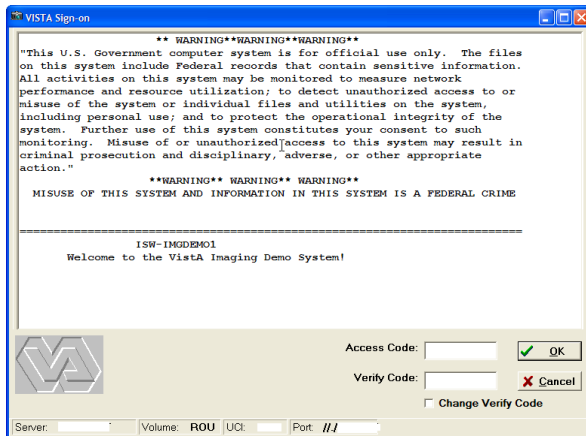 VISTA Sign-on
** WARNING**WARNING**WARNING**
"This U.S. Government computer system is for official use only. The files
on this system include Federal records that contain sensitive information.
All activities on this system may be monitored to measure network
performance and resource utilization; to detect unauthorized access to or
misuse of the system or individual files and utilities on the system,
including personal use; and to protect the operational integrity of the
system. Further use of this system constitutes your consent to such
monitoring. Misuse of or unauthorized access to this system may result in
criminal prosecution and disciplinary, adverse, or other appropriate
action."
**WARNING** WARNING** WARNING**
MISUSE OF THIS SYSTEM AND INFORMATION IN THIS SYSTEM IS A FEDERAL CRIME
================================================================
ISW-IMGDEMO1
Welcome to the VistA Imaging Demo System!
Access Code:
OK
Verify Code:
Cancel
Change Verify Code
Server: Volume: ROU UCI: Port: